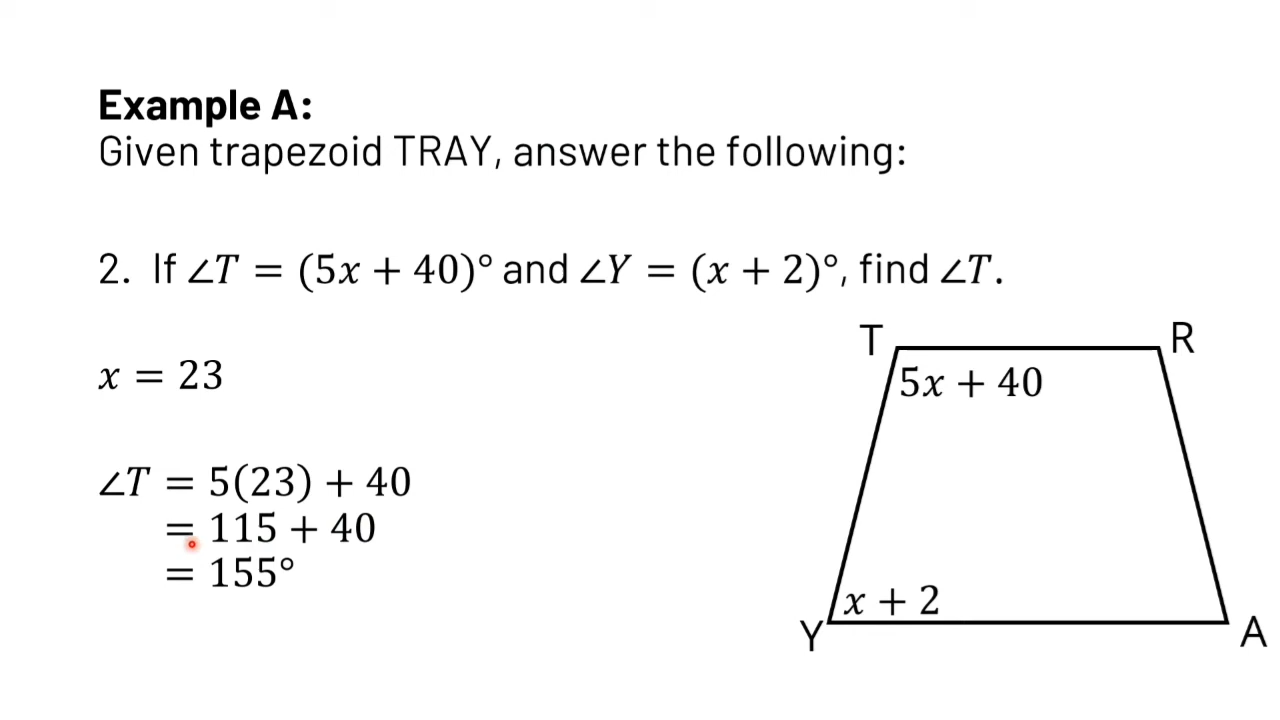 Example A:
Given trapezoid TRAY, answer the following:
2. If ∠T = (5x + 40)° and ∠Y = (x + 2)°, find ∠T.
x = 23
∠T = 5(23) + 40
= 115 + 40
= 155°
T
R
5x + 40
x + 2
Y
A